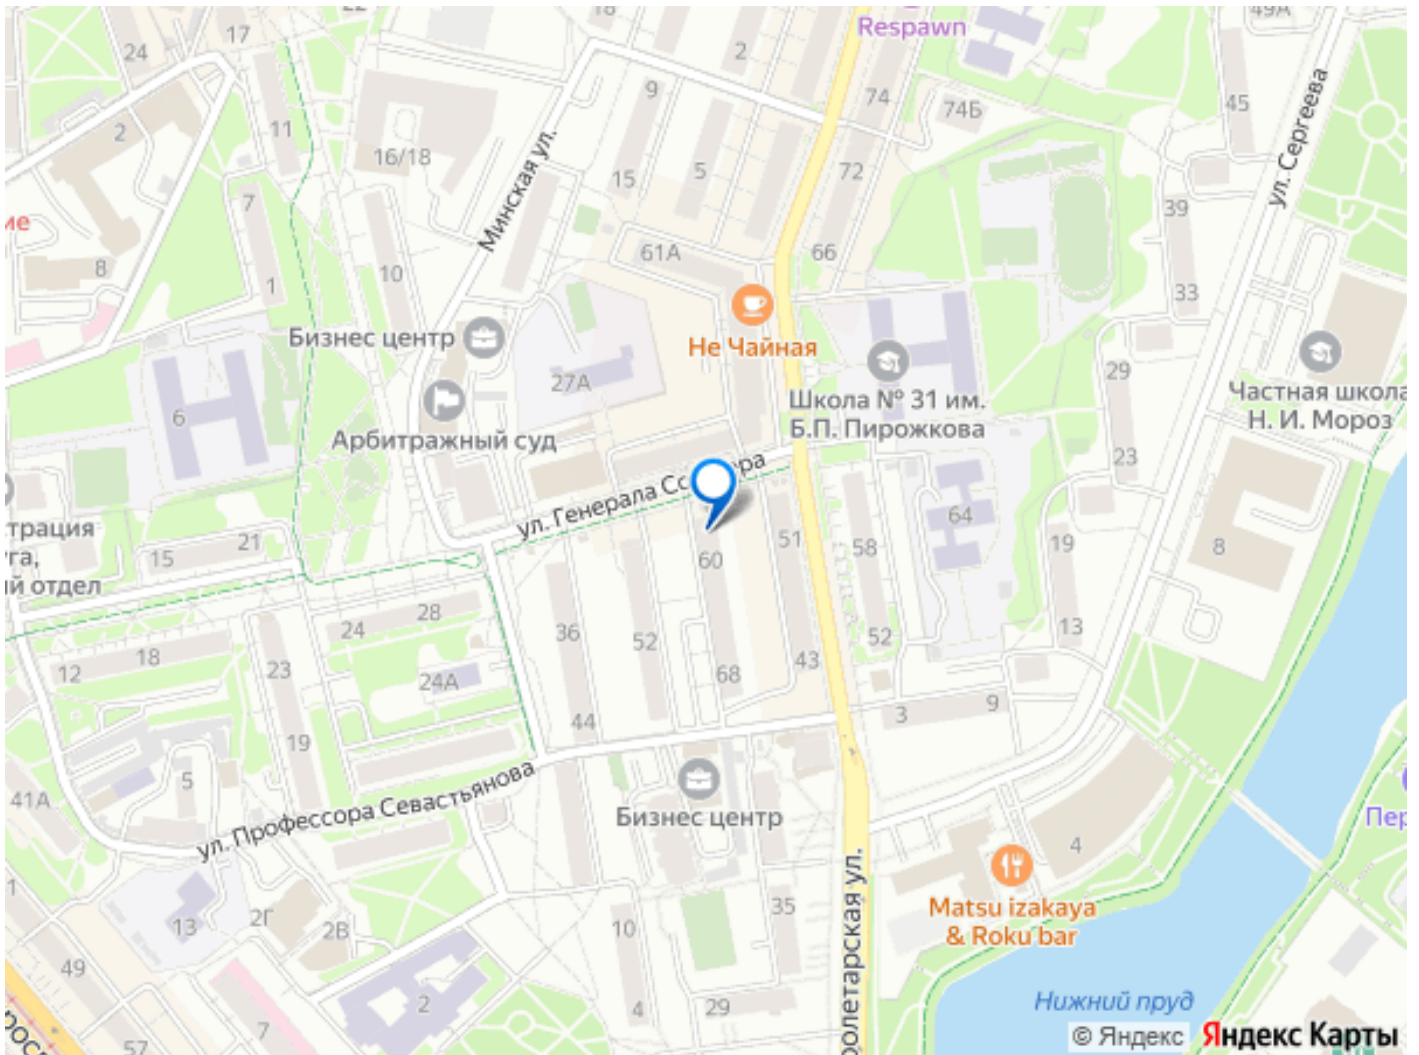 18
49А
Respawn
17
24
2
2
9
74
74Б
45
11
16/18
ул. Сергеева
Минская ул.
15
5
72
7
39
ие
8
10
61А
66
1
33
Бизнес центр
Не Чайная
27А
29
6
Школа № 31 им.
Б.П. Пирожкова
Частная школа
Н. И. Мороз
Арбитражный суд
23
ул. Генерала Со
ра
64
страция
уга,
й отдел
15
21
60
51
58
19
8
24
28
36
52
52
13
12
18
23
68
43
24А
44
3
9
19
5
41А
ул. Профессора Севастьянова
Бизнес центр
4
Пер
1
13
2Г
2В
10
35
Matsu izakaya
& Roku bar
49
7
2
4
29
57
ролетарская ул.
Нижний пруд
© Яндекс
Яндекс Карты